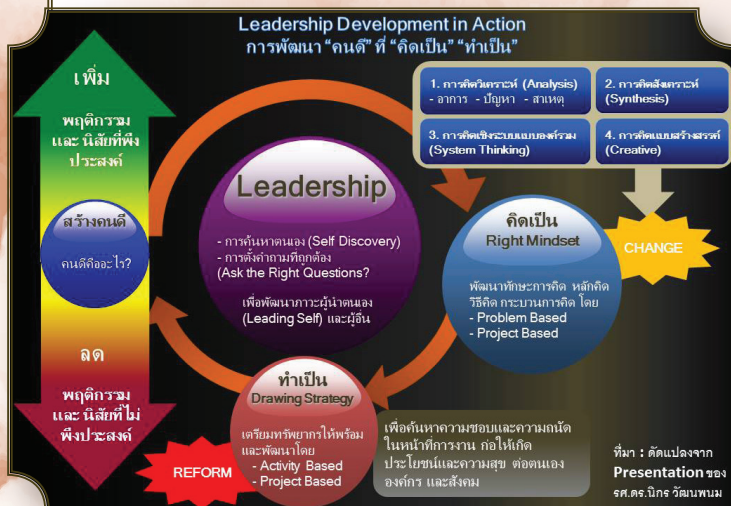 Leadership Development in Action
การพัฒนา “คนดี” ที่ “คิดเป็น” “ทำเป็น”
เพิ่ม
พฤติกรรม
และ นิสัยที่พึง
ประสงค์
สร้างคนดี
คนดีคืออะไร?
ลด
พฤติกรรม
และ นิสัยที่ไม่
พึงประสงค์
1. การคิดวิเคราะห์ (Analysis)
- อาการ - ปัญหา - สาเหตุ
2. การคิดสังเคราะห์
(Synthesis)
3. การคิดเชิงระบบแบบองค์รวม
(System Thinking)
4. การคิดแบบสร้างสรรค์
(Creative)
Leadership
- การค้นหาตนเอง (Self Discovery)
- การตั้งคำถามที่ถูกต้อง
(Ask the Right Questions?
เพื่อพัฒนาภาวะผู้นำตนเอง
(Leading Self) และผู้อื่น
คิดเป็น
Right Mindset
พัฒนาทักษะการคิด หลักคิด
วิธีคิด กระบวนการคิด โดย
- Problem Based
- Project Based
CHANGE
ทำเป็น
Drawing Strategy
เตรียมทรัพยากรให้พร้อม
และพัฒนาโดย
- Activity Based
- Project Based
REFORM
เพื่อค้นหาความชอบและความถนัด
ในหน้าที่การงาน ก่อให้เกิด
ประโยชน์และความสุข ต่อตนเอง
องค์กร และสังคม
ที่มา : ดัดแปลงจาก
Presentation ของ
รศ.ดร.นิกร วัฒนพนม